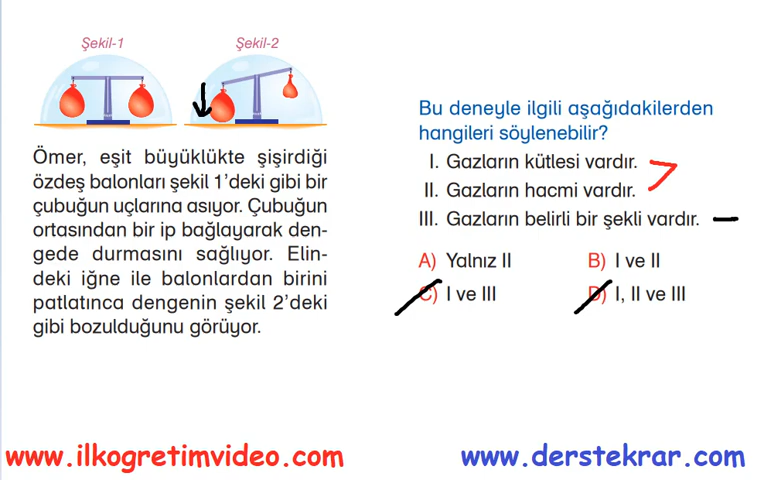 Şekil-1
Şekil-2
Ömer, eşit büyüklükte şişirdiği
özdeş balonları şekil 1'deki gibi bir
çubuğun uçlarına asıyor. Çubuğun
ortasından bir ip bağlayarak den-
gede durmasını sağlıyor. Elin-
deki iğne ile balonlardan birini
patlatınca dengenin şekil 2'deki
gibi bozulduğunu görüyor.
Bu deneyle ilgili aşağıdakilerden
hangileri söylenebilir?
I. Gazların kütlesi vardır.
II. Gazların hacmi vardır.
III. Gazların belirli bir şekli vardır.
A) Yalnız II
B) I ve II
C) I ve III
D) I, II ve III
www.ilkogretimvideo.com
www.derstekrar.com